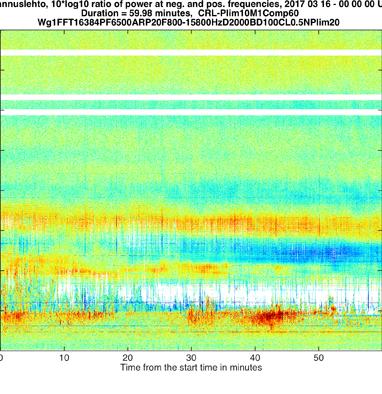 annuslehto, 10*log10 ratio of power at neg. and pos. frequencies, 2017 03 16 - 00 00 00 U
Duration = 59.98 minutes, CRL-Plim10M1Comp60
Wg1FFT16384PF6500ARP20F800-15800HzD2000BD100CL0.5NPlim20
0 10 20 30 40 50
Time from the start time in minutes